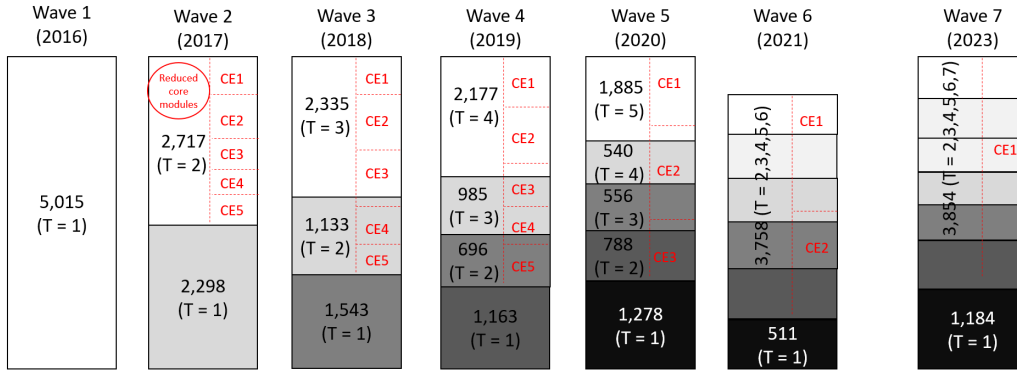 Wave 1
(2016)
Wave 2
(2017)
Wave 3
(2018)
Wave 4
(2019)
Wave 5
(2020)
Wave 6
(2021)
Wave 7
(2023)
5,015
(T = 1)
Reduced
core
modules
2,717
(T = 2)
CE1
CE2
CE3
CE4
CE5
2,298
(T = 1)
2,335
(T = 3)
CE1
CE2
CE3
1,133
(T = 2)
CE4
CE5
1,543
(T = 1)
2,177
(T = 4)
CE1
CE2
985
(T = 3)
CE3
CE4
696
(T = 2)
CE5
1,163
(T = 1)
1,885
(T = 5)
CE1
540
(T = 4)
CE2
556
(T = 3)
788
(T = 2)
CE3
1,278
(T = 1)
3,758 (T = 2,3,4,5,6)
CE1
CE2
511
(T = 1)
3,854 (T = 2,3,4,5,6,7)
CE1
1,184
(T = 1)